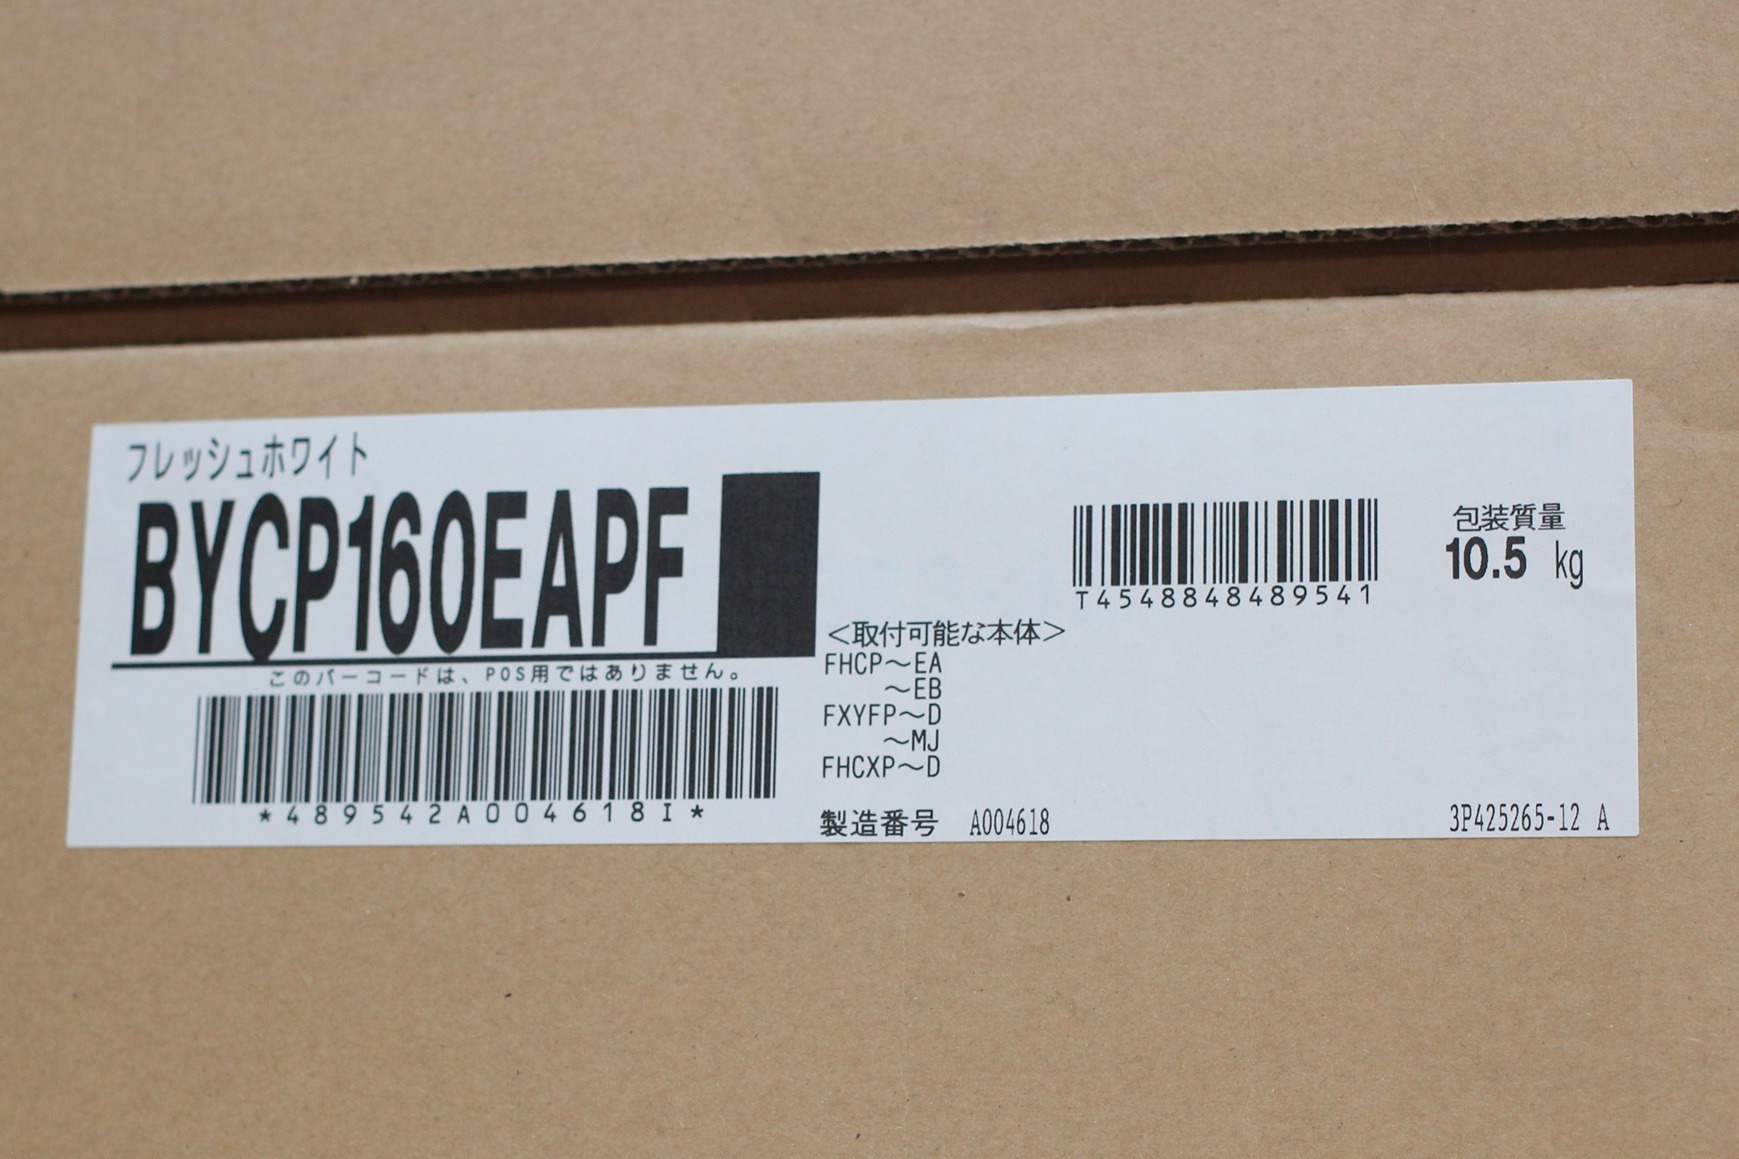 フレッシュホワイト
BYCP160EAPF
このバーコードは、POS用ではありません。
*489542A004618I*
<取付可能な本体>
FHCP～EA
～EB
FXYFP～D
～MJ
FHCXP～D
製造番号 A004618
T4548848489541
包装質量
10.5 kg
3P425265-12 A